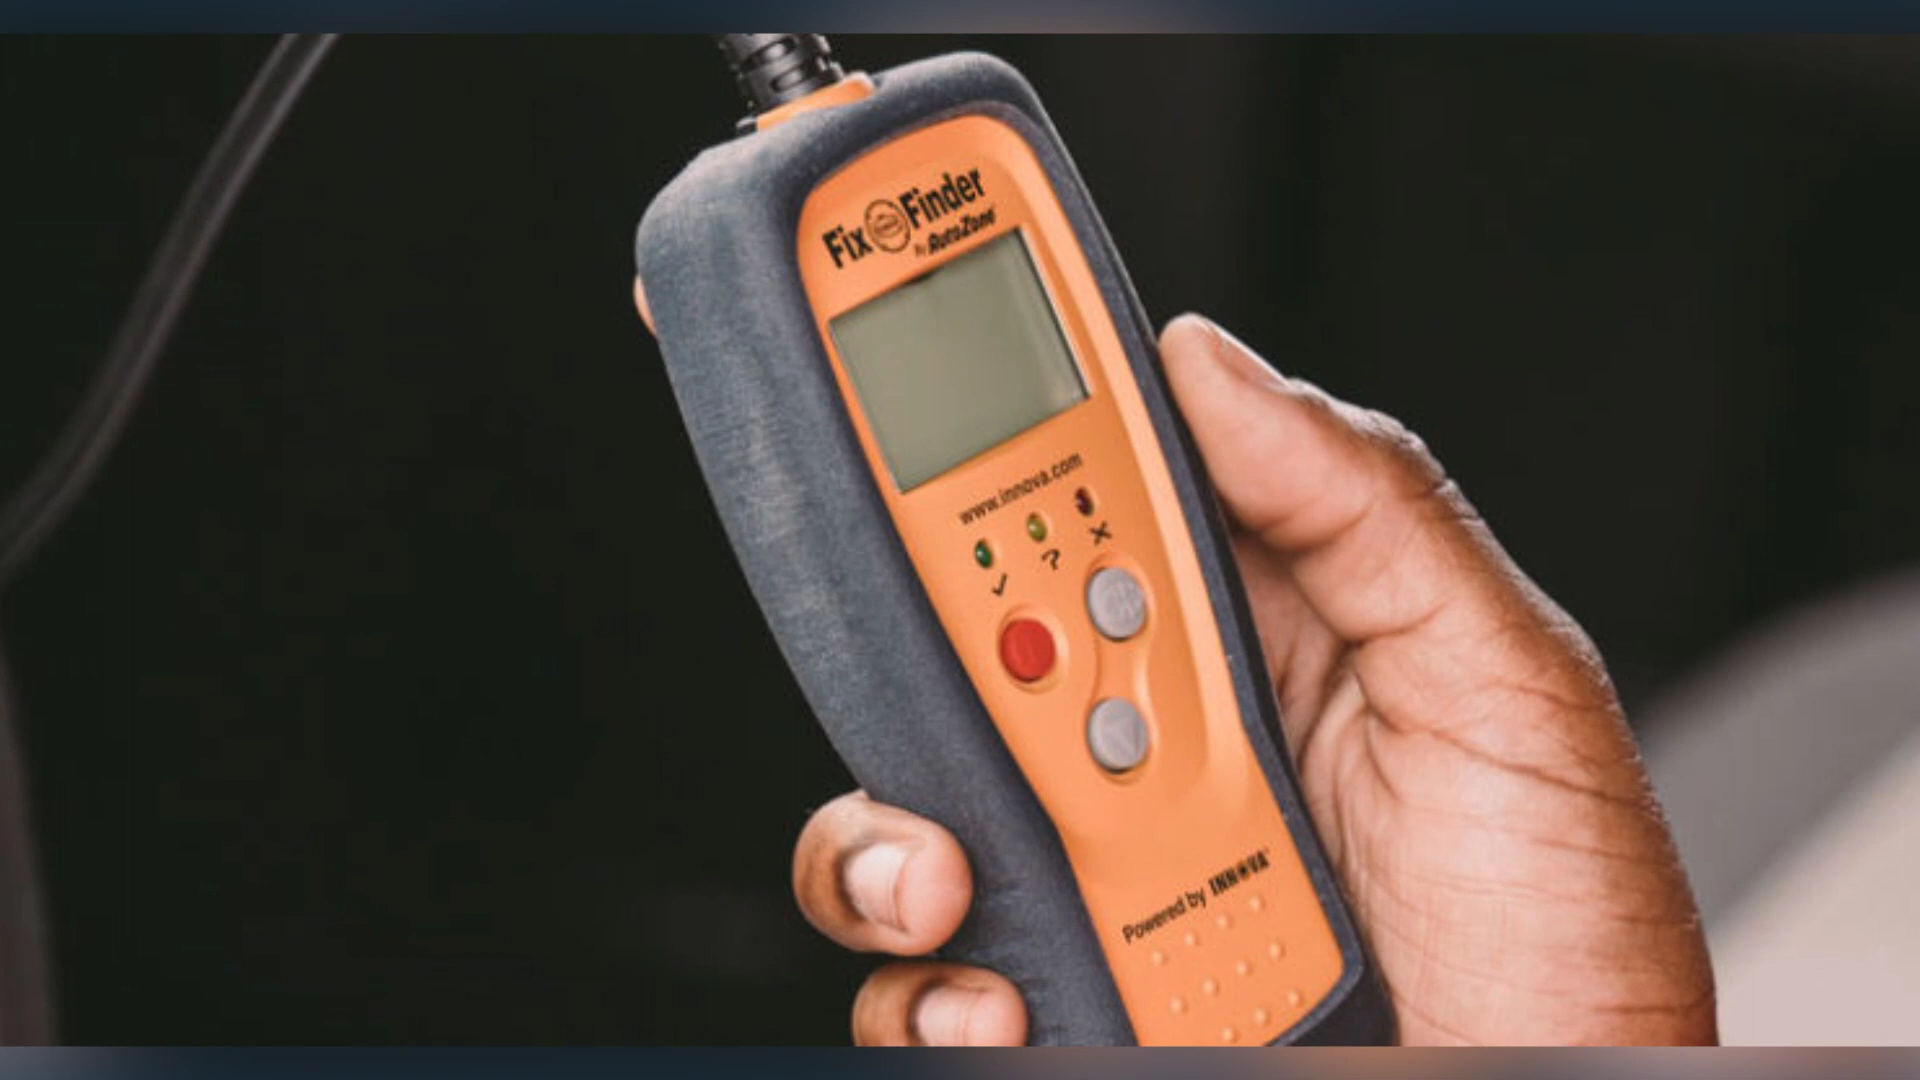 Fix Finder
by AutoZone
www.innova.com
✓ ? X
Powered by INNOVA